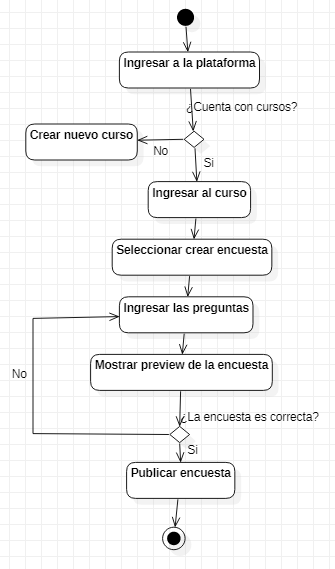 Ingresar a la plataforma
¿Cuenta con cursos?
Crear nuevo curso
No
Si
Ingresar al curso
Seleccionar crear encuesta
Ingresar las preguntas
Mostrar preview de la encuesta
No
¿La encuesta es correcta?
Si
Publicar encuesta